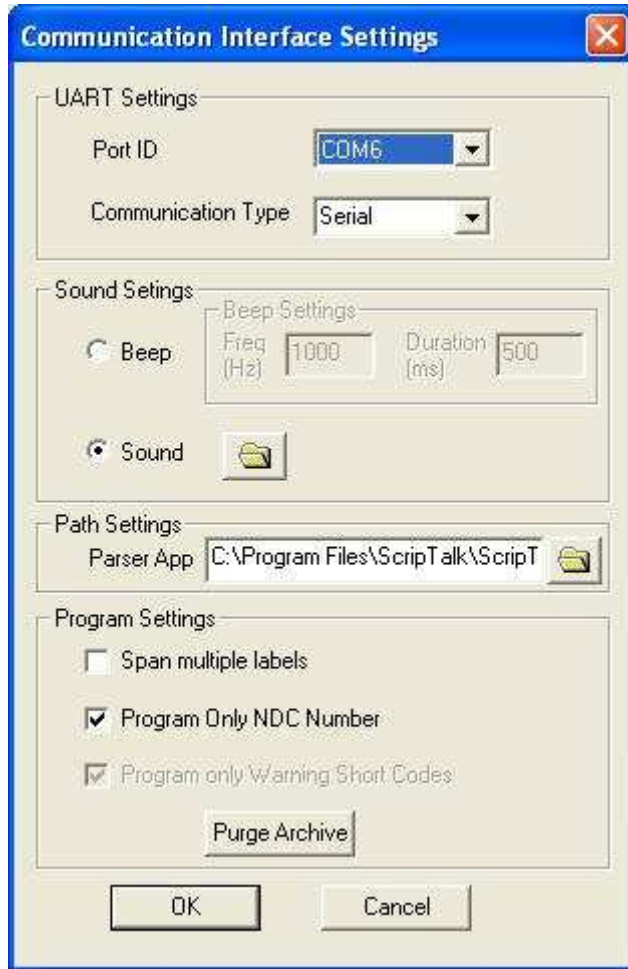 Communication Interface Settings
UART Settings
Port ID
COM6
Communication Type
Serial
Sound Setings
Beep Settings
Beep
Freq
(Hz)
1000
Duration
(ms)
500
Sound
Path Settings
Parser App
C:\Program Files\ScripTalk\ScripT
Program Settings
Span multiple labels
Program Only NDC Number
Program only Warning Short Codes
Purge Archive
OK
Cancel